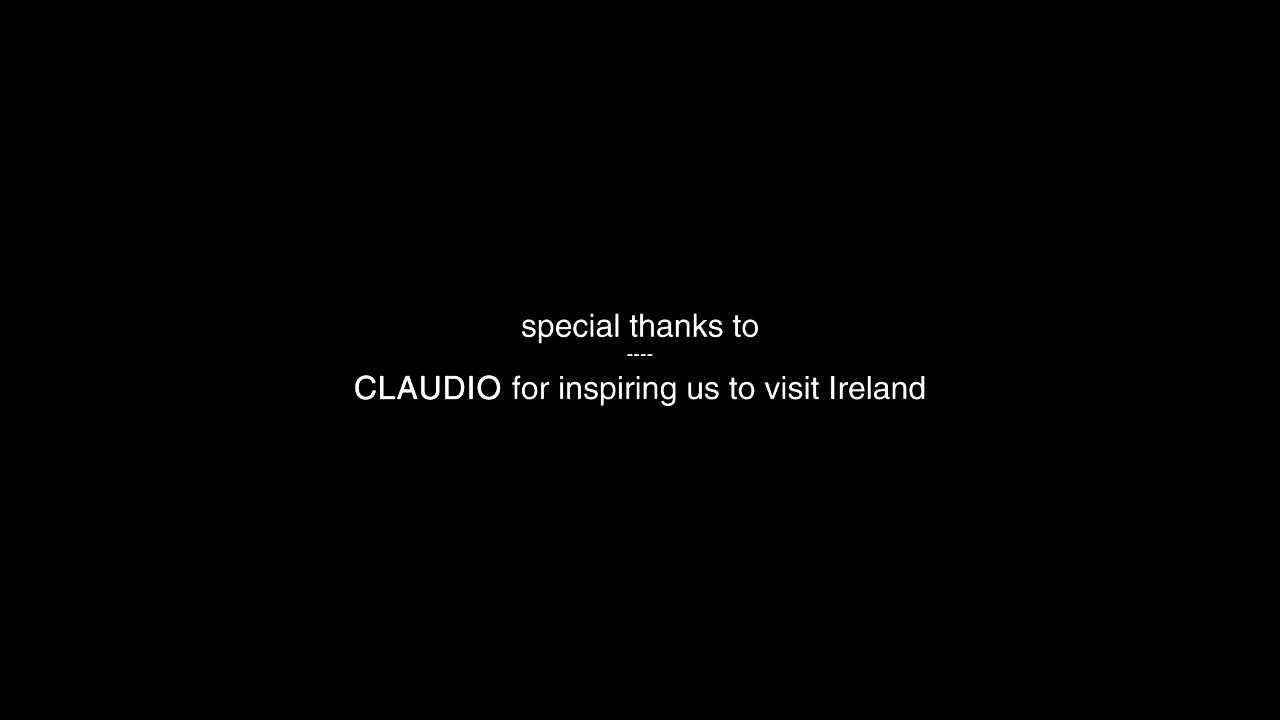 special thanks to
----
CLAUDIO for inspiring us to visit Ireland